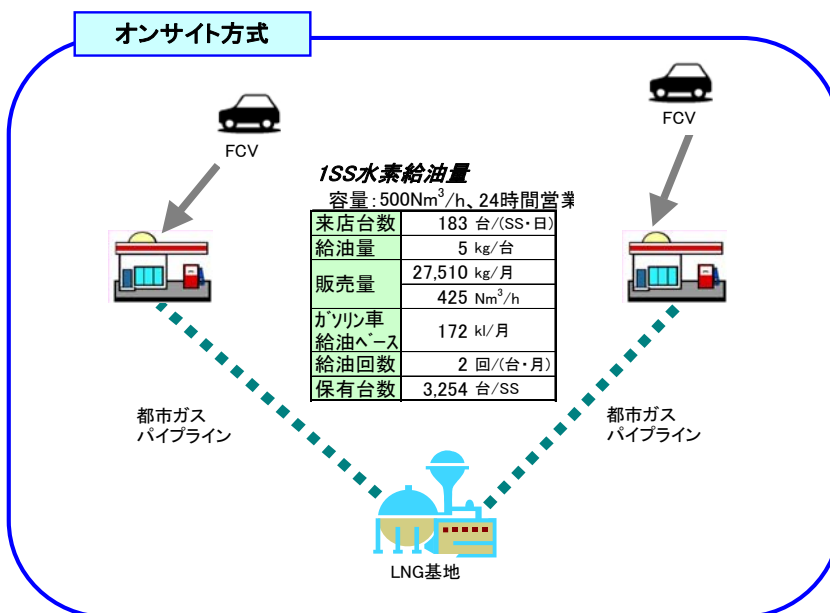 オンサイト方式
FCV
FCV
1SS水素給油量
容量:500Nm³/h、24時間営業
来店台数 183 台/(SS・日)
給油量 5 kg/台
販売量 27,510 kg/月
425 Nm³/h
ガソリン車
給油ベース 172 kl/月
給油回数 2 回/(台・月)
保有台数 3,254 台/SS
都市ガス
パイプライン
都市ガス
パイプライン
LNG基地